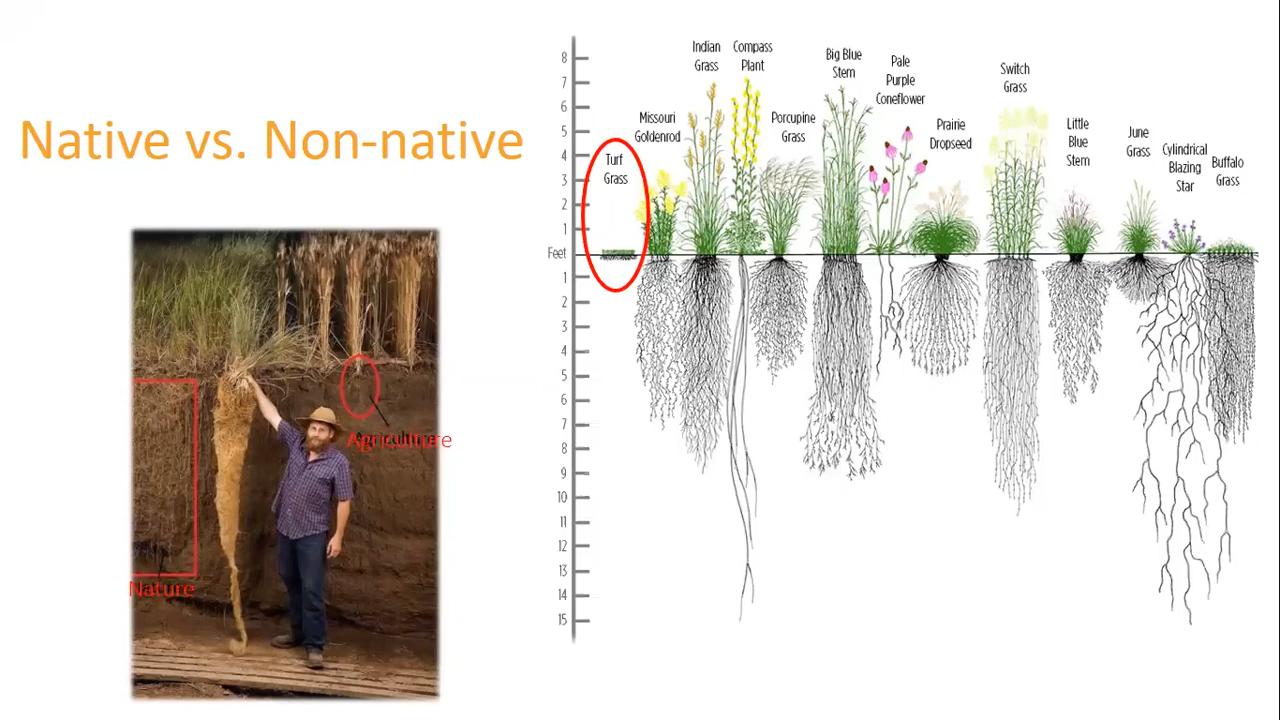 Native vs. Non-native
Nature
Agriculture
8
7
6
5
4
3
2
1
Feet
1
2
3
4
5
6
7
8
9
10
11
12
13
14
15
Turf
Grass
Missouri
Goldenrod
Indian
Grass
Compass
Plant
Porcupine
Grass
Big Blue
Stem
Pale
Purple
Coneflower
Prairie
Dropseed
Switch
Grass
Little
Blue
Stem
June
Grass
Cylindrical
Blazing
Star
Buffalo
Grass